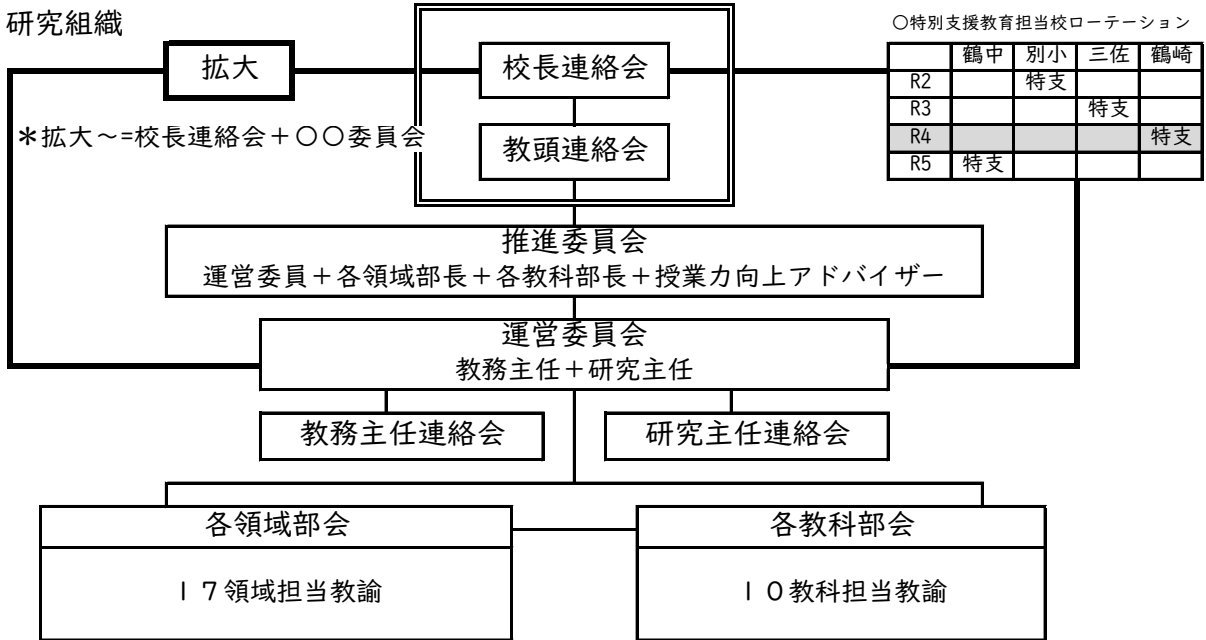 研究組織
〇特別支援教育担当校ローテーション
拡大
校長連絡会
鶴中 別小 三佐 鶴崎
R2 特支
R3 特支
R4 特支
R5 特支
＊拡大～=校長連絡会＋〇〇委員会
教頭連絡会
推進委員会
運営委員＋各領域部長＋各教科部長＋授業力向上アドバイザー
運営委員会
教務主任＋研究主任
教務主任連絡会
研究主任連絡会
各領域部会
各教科部会
１７領域担当教諭
１０教科担当教諭